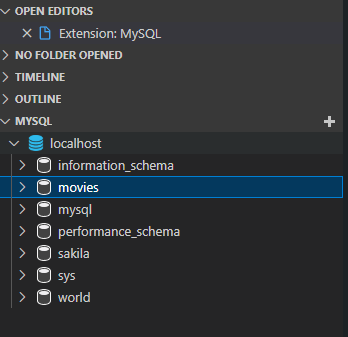 OPEN EDITORS
Extension: MySQL
NO FOLDER OPENED
TIMELINE
OUTLINE
MYSQL
localhost
information_schema
movies
mysql
performance_schema
sakila
sys
world